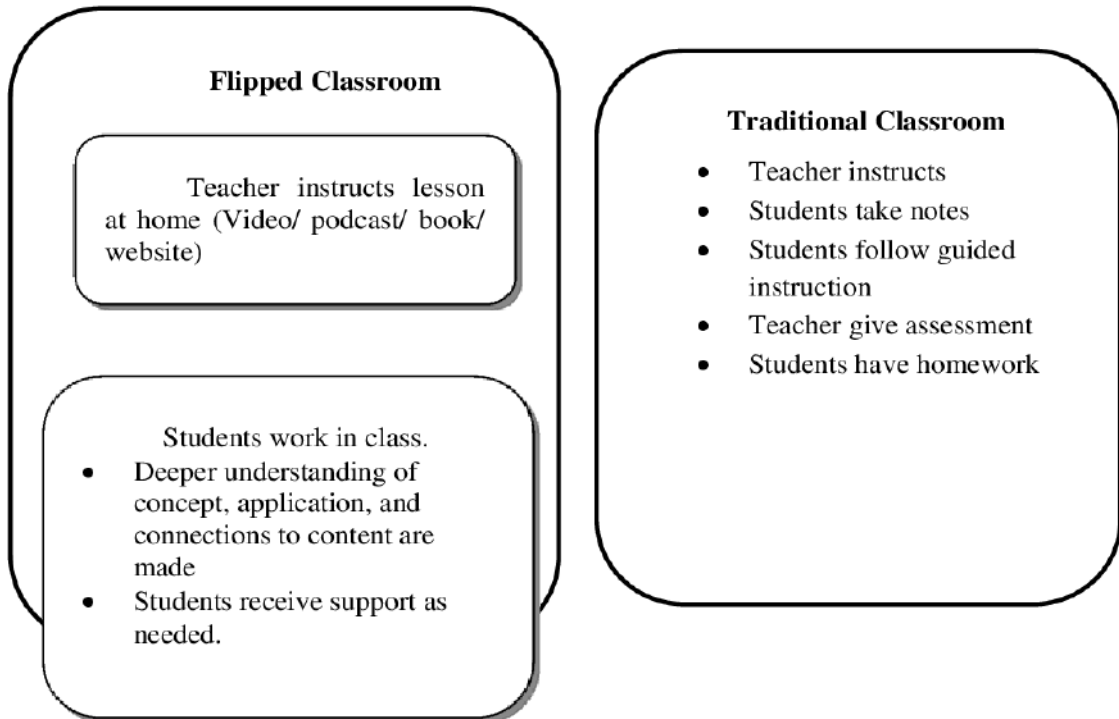 Flipped Classroom
Teacher instructs lesson
at home (Video/ podcast/ book/
website)
Students work in class.
• Deeper understanding of
concept, application, and
connections to content are
made
• Students receive support as
needed.
Traditional Classroom
• Teacher instructs
• Students take notes
• Students follow guided
instruction
• Teacher give assessment
• Students have homework